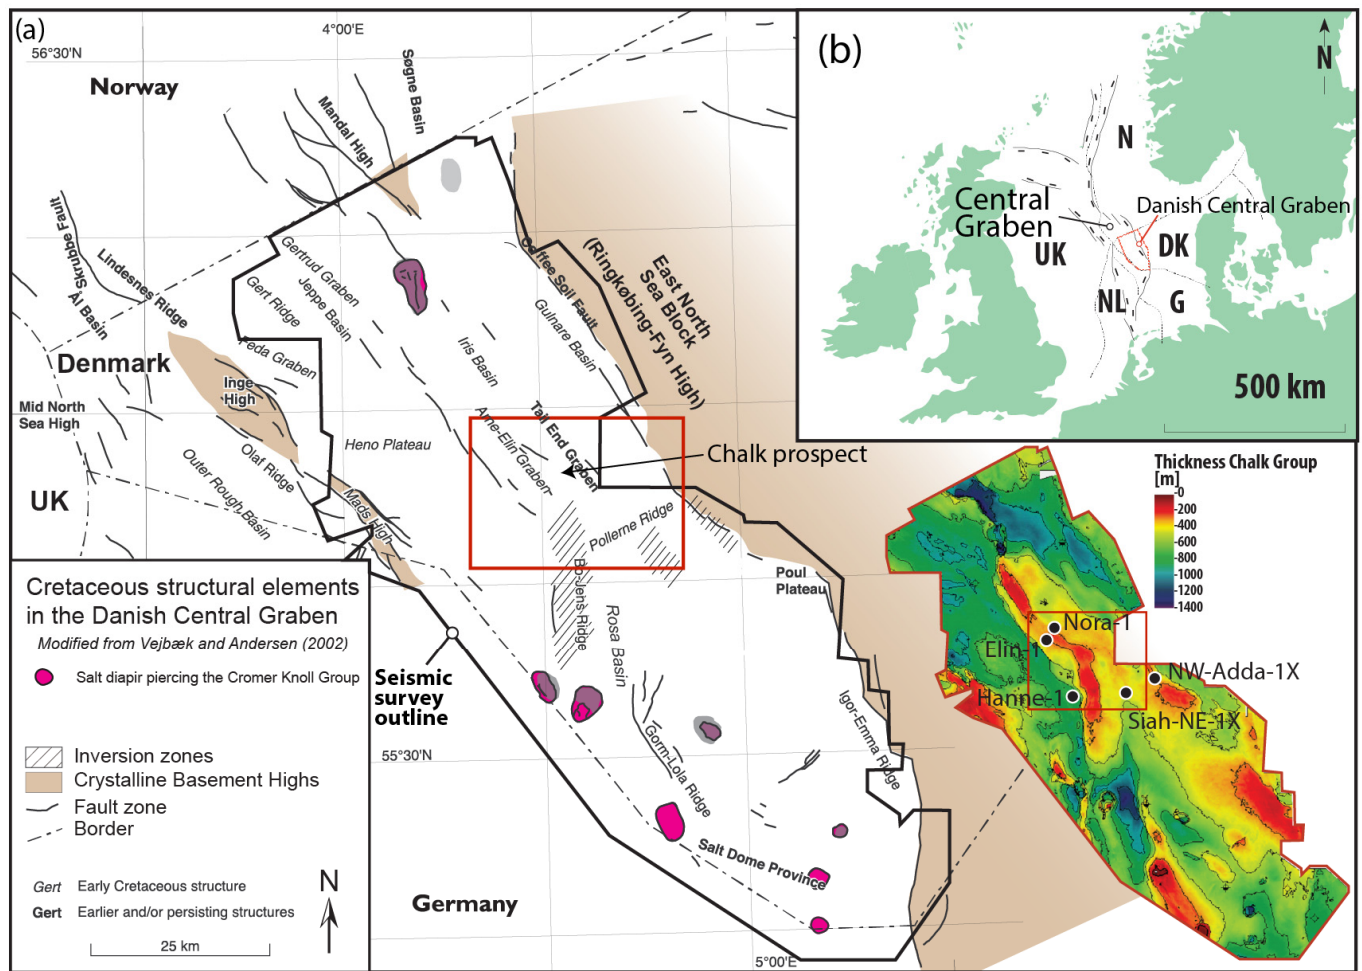 (a)
4°00'E
56°30'N
Norway
Søgne Basin
Mandal High
Ål Skrubbe Fault
Ål Basin
Lindesnes Ridge
Gertrud Graben
Jeppe Basin
Gert Ridge
Feda Graben
Coffee Soil Fault
Gulnare Basin
East North
Sea Block
(Ringkøbing-Fyn High)
Denmark
Inge
High
Mid North
Sea High
Iris Basin
Tail End Graben
Arne-Elin Graben
Heno Plateau
Chalk prospect
Olaf Ridge
Outer Rough Basin
Mads High
UK
Pollerne Ridge
Poul
Plateau
Bo-Jens Ridge
Rosa Basin
Seismic
survey
outline
Gorm-Lola Ridge
Igor-Emma Ridge
55°30'N
Salt Dome Province
Germany
5°00'E
Cretaceous structural elements
in the Danish Central Graben
Modified from Vejbæk and Andersen (2002)
Salt diapir piercing the Cromer Knoll Group
Inversion zones
Crystalline Basement Highs
Fault zone
Border
Gert Early Cretaceous structure
Gert Earlier and/or persisting structures
N
25 km
(b)
N
N
Central
Graben
Danish Central Graben
UK
DK
NL
G
500 km
Thickness Chalk Group
[m]
-0
-200
-400
-600
-800
-1000
-1200
-1400
Nora-1
Elin-1
NW-Adda-1X
Hanne-1
Siah-NE-1X